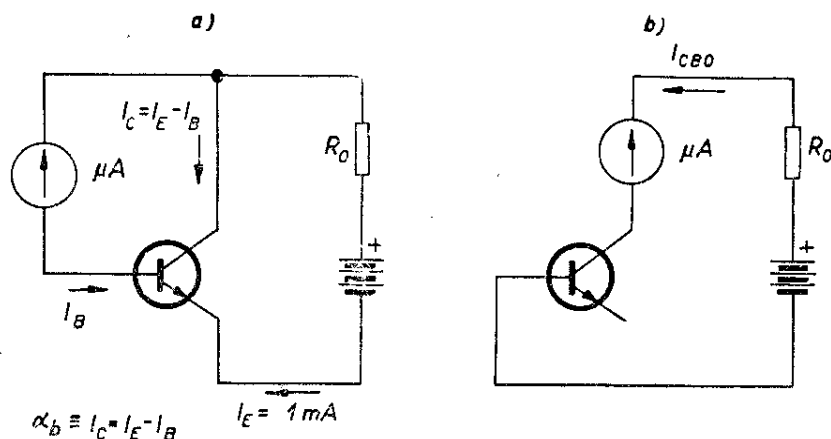 a)
I_C = I_E - I_B
μA
R_0
+
I_B
I_E = 1 mA
α_b ≡ I_C = I_E - I_B
b)
I_CBO
μA
R_0
+